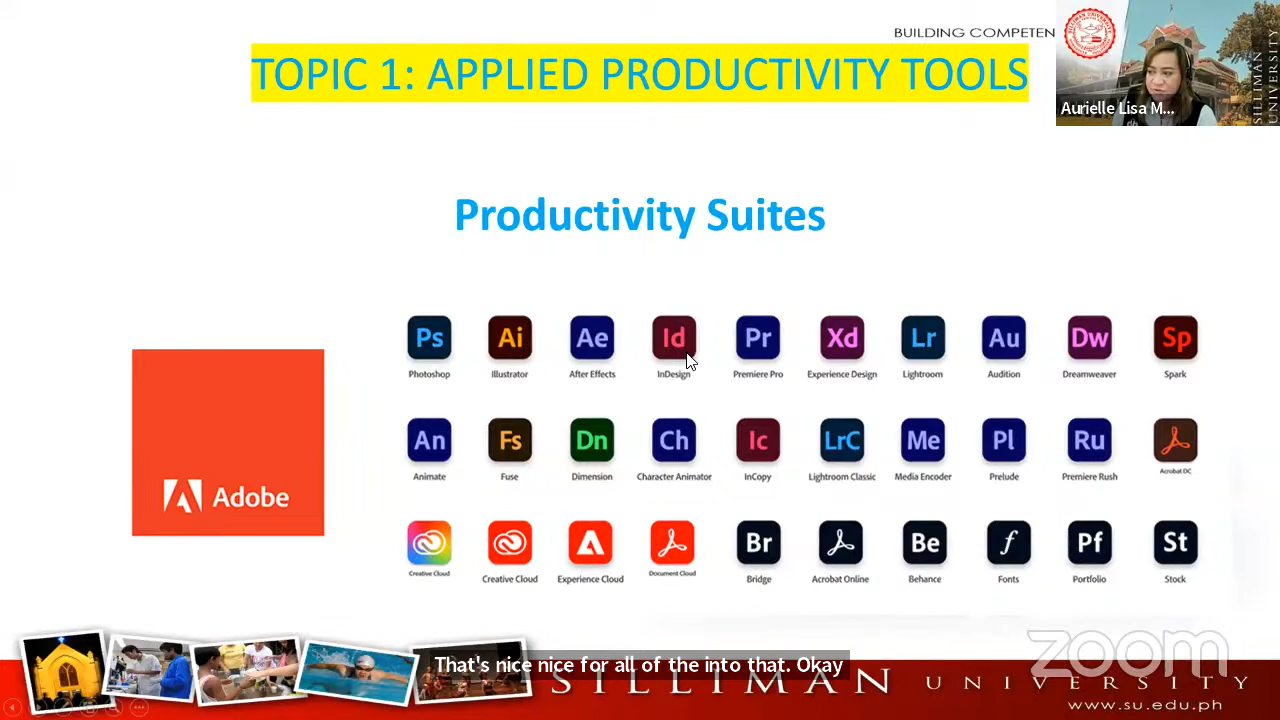 BUILDING COMPETEN
TOPIC 1: APPLIED PRODUCTIVITY TOOLS
SILLIMAN
UNIVERSITY
Aurielle Lisa M...
Productivity Suites
Adobe
Ps Ai Ae Id Pr Xd Lr Au Dw Sp
Photoshop Illustrator After Effects InDesign Premiere Pro Experience Design Lightroom Audition Dreamweaver Spark
An Fs Dn Ch Ic LrC Me Pl Ru
Animate Fuse Dimension Character Animator InCopy Lightroom Classic Media Encoder Prelude Premiere Rush Acrobat DC
Br Be f Pf St
Creative Cloud Creative Cloud Experience Cloud Document Cloud Bridge Acrobat Online Behance Fonts Portfolio Stock
That's nice nice for all of the into that. Okay
zoom
SILLIMAN UNIVERSITY
www.su.edu.ph